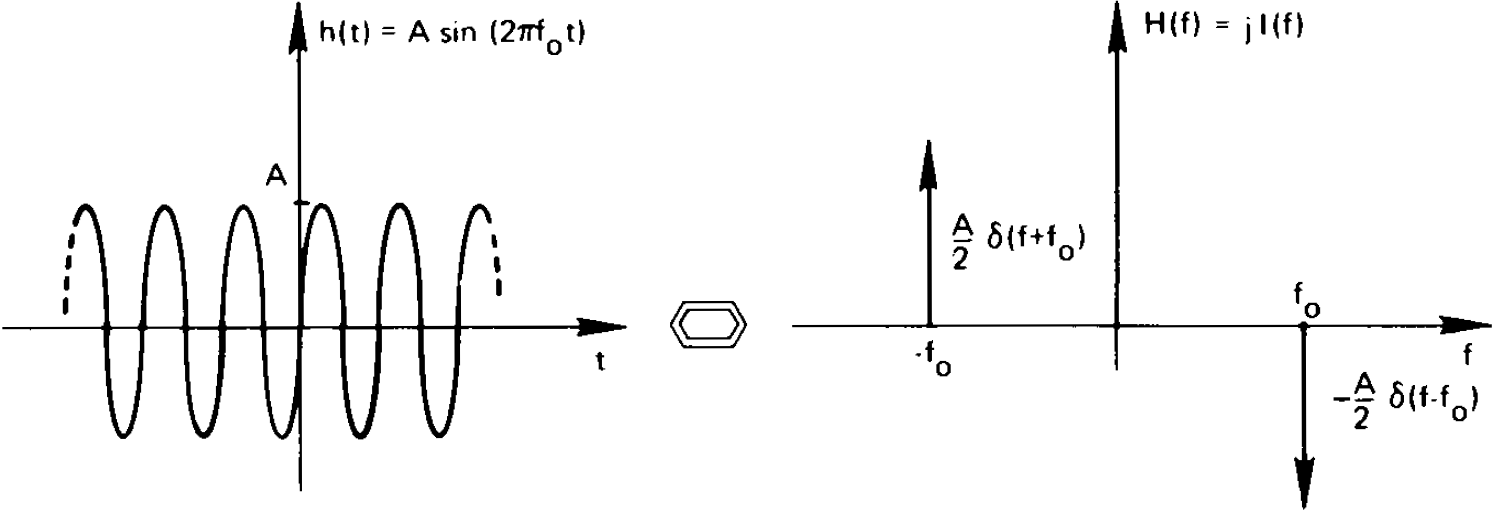 h(t) = A sin (2πf₀t)
A
t
H(f) = j I(f)
A/2 δ(f+f₀)
-f₀
f₀
f
-A/2 δ(f-f₀)